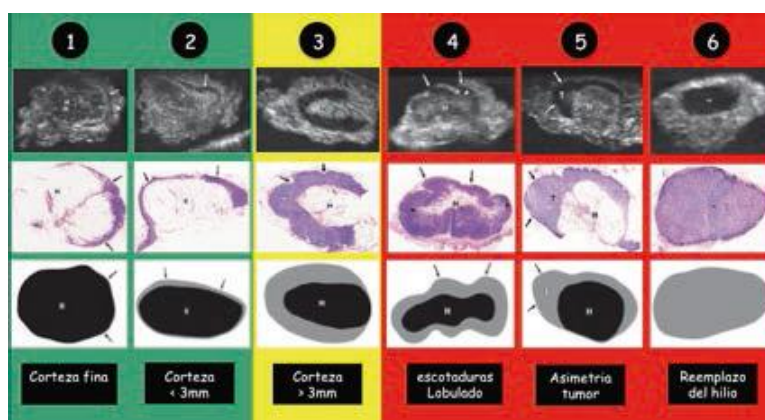 1
2
3
4
5
6
Corteza fina
Corteza
< 3mm
Corteza
> 3mm
escotaduras
Lobulado
Asimetria
tumor
Reemplazo
del hilio